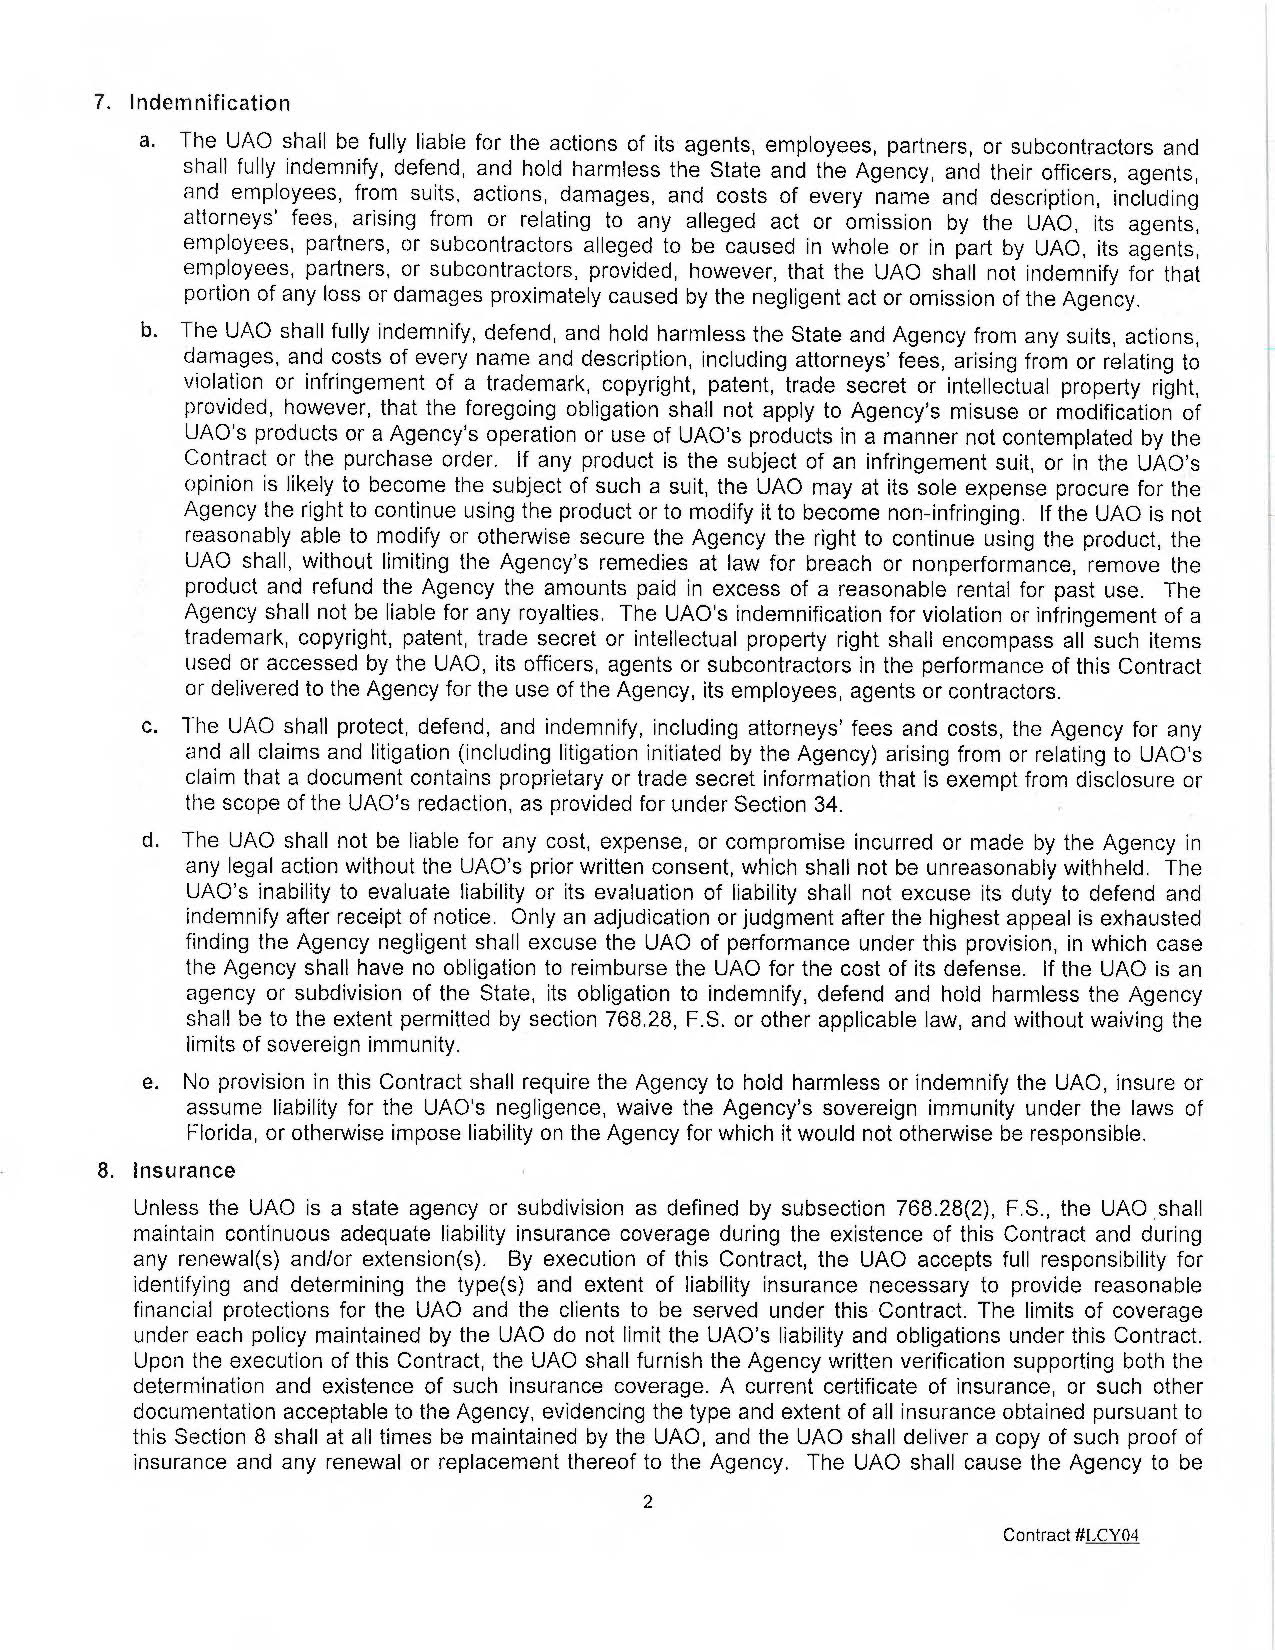 7. Indemnification
a. The UAO shall be fully liable for the actions of its agents, employees, partners, or subcontractors and
shall fully indemnify, defend, and hold harmless the State and the Agency, and their officers, agents,
and employees, from suits, actions, damages, and costs of every name and description, including
attorneys' fees, arising from or relating to any alleged act or omission by the UAO, its agents,
employees, partners, or subcontractors alleged to be caused in whole or in part by UAO, its agents,
employees, partners, or subcontractors, provided, however, that the UAO shall not indemnify for that
portion of any loss or damages proximately caused by the negligent act or omission of the Agency.
b. The UAO shall fully indemnify, defend, and hold harmless the State and Agency from any suits, actions,
damages, and costs of every name and description, including attorneys' fees, arising from or relating to
violation or infringement of a trademark, copyright, patent, trade secret or intellectual property right,
provided, however, that the foregoing obligation shall not apply to Agency's misuse or modification of
UAO's products or a Agency's operation or use of UAO's products in a manner not contemplated by the
Contract or the purchase order. If any product is the subject of an infringement suit, or in the UAO's
opinion is likely to become the subject of such a suit, the UAO may at its sole expense procure for the
Agency the right to continue using the product or to modify it to become non-infringing. If the UAO is not
reasonably able to modify or otherwise secure the Agency the right to continue using the product, the
UAO shall, without limiting the Agency's remedies at law for breach or nonperformance, remove the
product and refund the Agency the amounts paid in excess of a reasonable rental for past use. The
Agency shall not be liable for any royalties. The UAO's indemnification for violation or infringement of a
trademark, copyright, patent, trade secret or intellectual property right shall encompass all such items
used or accessed by the UAO, its officers, agents or subcontractors in the performance of this Contract
or delivered to the Agency for the use of the Agency, its employees, agents or contractors.
c. The UAO shall protect, defend, and indemnify, including attorneys' fees and costs, the Agency for any
and all claims and litigation (including litigation initiated by the Agency) arising from or relating to UAO's
claim that a document contains proprietary or trade secret information that is exempt from disclosure or
the scope of the UAO's redaction, as provided for under Section 34.
d. The UAO shall not be liable for any cost, expense, or compromise incurred or made by the Agency in
any legal action without the UAO's prior written consent, which shall not be unreasonably withheld. The
UAO's inability to evaluate liability or its evaluation of liability shall not excuse its duty to defend and
indemnify after receipt of notice. Only an adjudication or judgment after the highest appeal is exhausted
finding the Agency negligent shall excuse the UAO of performance under this provision, in which case
the Agency shall have no obligation to reimburse the UAO for the cost of its defense. If the UAO is an
agency or subdivision of the State, its obligation to indemnify, defend and hold harmless the Agency
shall be to the extent permitted by section 768.28, F.S. or other applicable law, and without waiving the
limits of sovereign immunity.
e. No provision in this Contract shall require the Agency to hold harmless or indemnify the UAO, insure or
assume liability for the UAO's negligence, waive the Agency's sovereign immunity under the laws of
Florida, or otherwise impose liability on the Agency for which it would not otherwise be responsible.
8. Insurance
Unless the UAO is a state agency or subdivision as defined by subsection 768.28(2), F.S., the UAO shall
maintain continuous adequate liability insurance coverage during the existence of this Contract and during
any renewal(s) and/or extension(s). By execution of this Contract, the UAO accepts full responsibility for
identifying and determining the type(s) and extent of liability insurance necessary to provide reasonable
financial protections for the UAO and the clients to be served under this Contract. The limits of coverage
under each policy maintained by the UAO do not limit the UAO's liability and obligations under this Contract.
Upon the execution of this Contract, the UAO shall furnish the Agency written verification supporting both the
determination and existence of such insurance coverage. A current certificate of insurance, or such other
documentation acceptable to the Agency, evidencing the type and extent of all insurance obtained pursuant to
this Section 8 shall at all times be maintained by the UAO, and the UAO shall deliver a copy of such proof of
insurance and any renewal or replacement thereof to the Agency. The UAO shall cause the Agency to be
2
Contract #LCY04